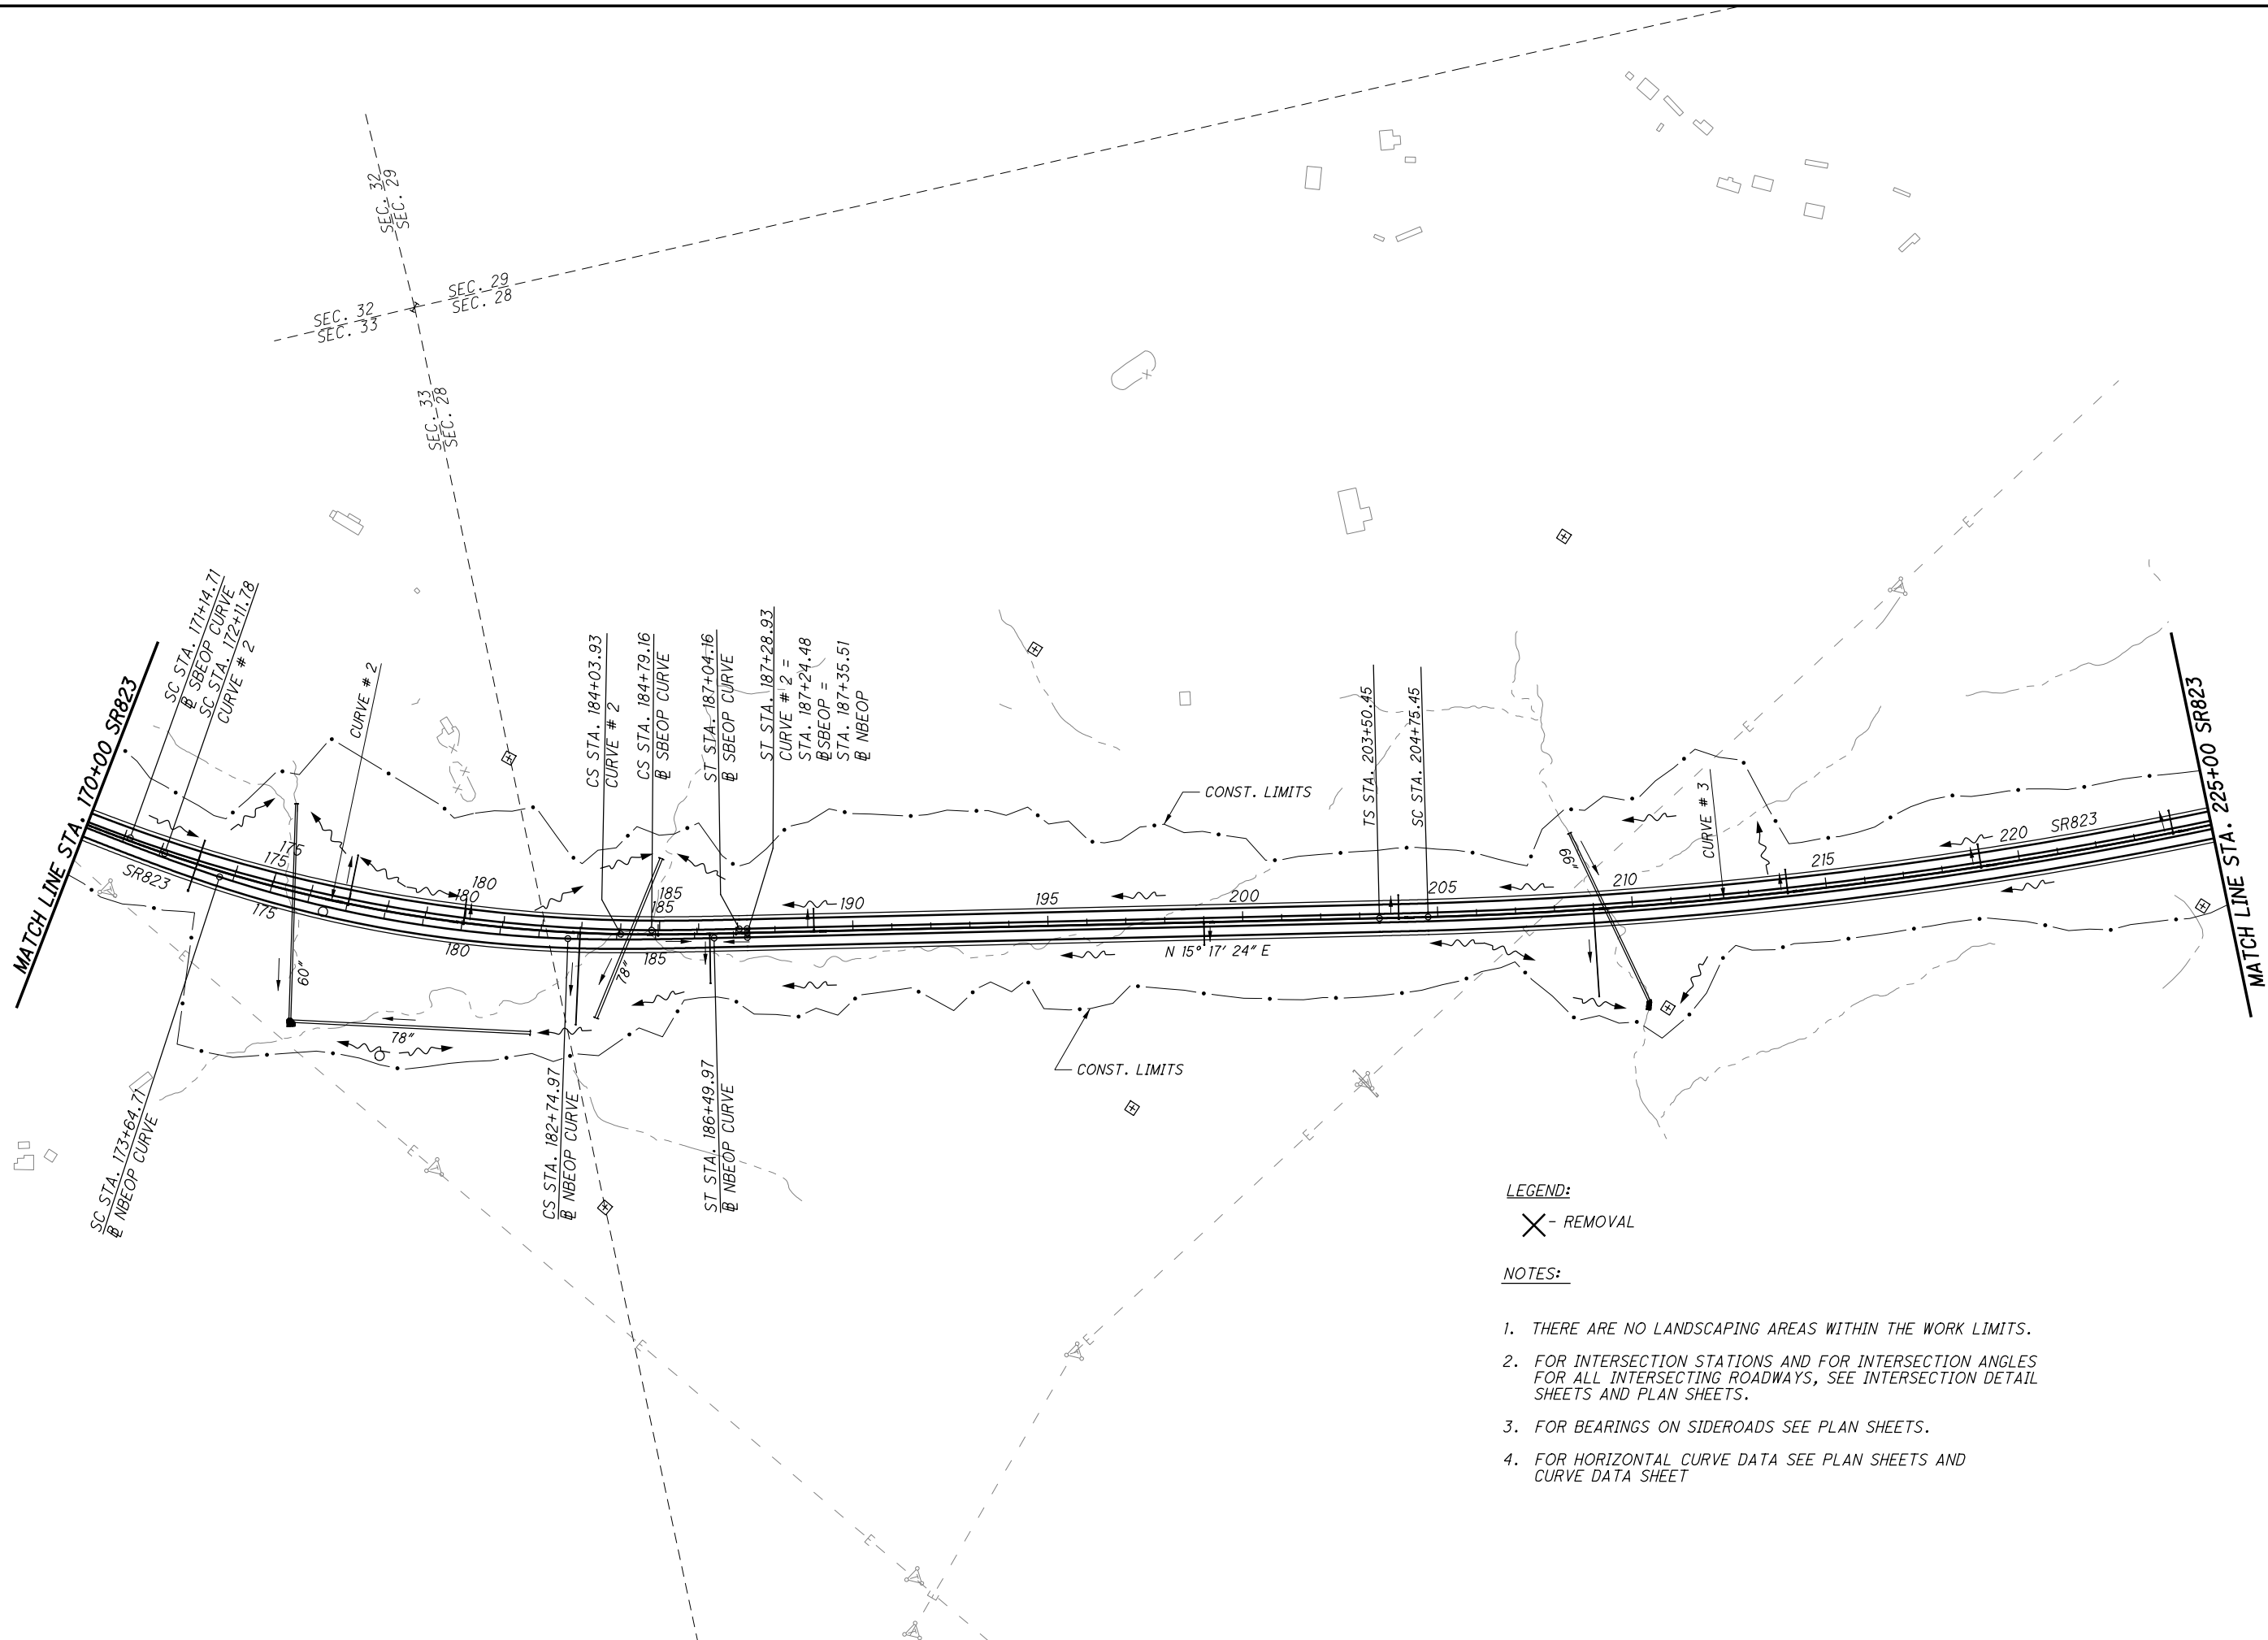 SEC. 32
SEC. 29
SEC. 32
SEC. 33
SEC. 29
SEC. 28
SEC. 33
SEC. 28
MATCH LINE STA. 170+00 SR823
SC STA. 171+14.71
℄ SBEOP CURVE
SC STA. 172+11.78
CURVE # 2
CURVE # 2
CS STA. 184+03.93
CURVE # 2
CS STA. 184+79.16
℄ SBEOP CURVE
ST STA. 187+04.16
℄ SBEOP CURVE
ST STA. 187+28.93
CURVE # 2 =
STA. 187+24.48
℄ SBEOP =
STA. 187+35.51
℄ NBEOP
TS STA. 203+50.45
SC STA. 204+75.45
CURVE # 3
MATCH LINE STA. 225+00 SR823
CONST. LIMITS
SR823
175
175
175
180
180
180
185
185
185
190
195
200
205
210
215
220
SR823
N 15° 17' 24" E
60"
78"
78"
66"
CONST. LIMITS
SC STA. 173+64.71
℄ NBEOP CURVE
CS STA. 182+74.97
℄ NBEOP CURVE
ST STA. 186+49.97
℄ NBEOP CURVE
E
E
E
E
E
E
E
E
E
E
LEGEND:
- REMOVAL
NOTES:
1. THERE ARE NO LANDSCAPING AREAS WITHIN THE WORK LIMITS.
2. FOR INTERSECTION STATIONS AND FOR INTERSECTION ANGLES
FOR ALL INTERSECTING ROADWAYS, SEE INTERSECTION DETAIL
SHEETS AND PLAN SHEETS.
3. FOR BEARINGS ON SIDEROADS SEE PLAN SHEETS.
4. FOR HORIZONTAL CURVE DATA SEE PLAN SHEETS AND
CURVE DATA SHEET